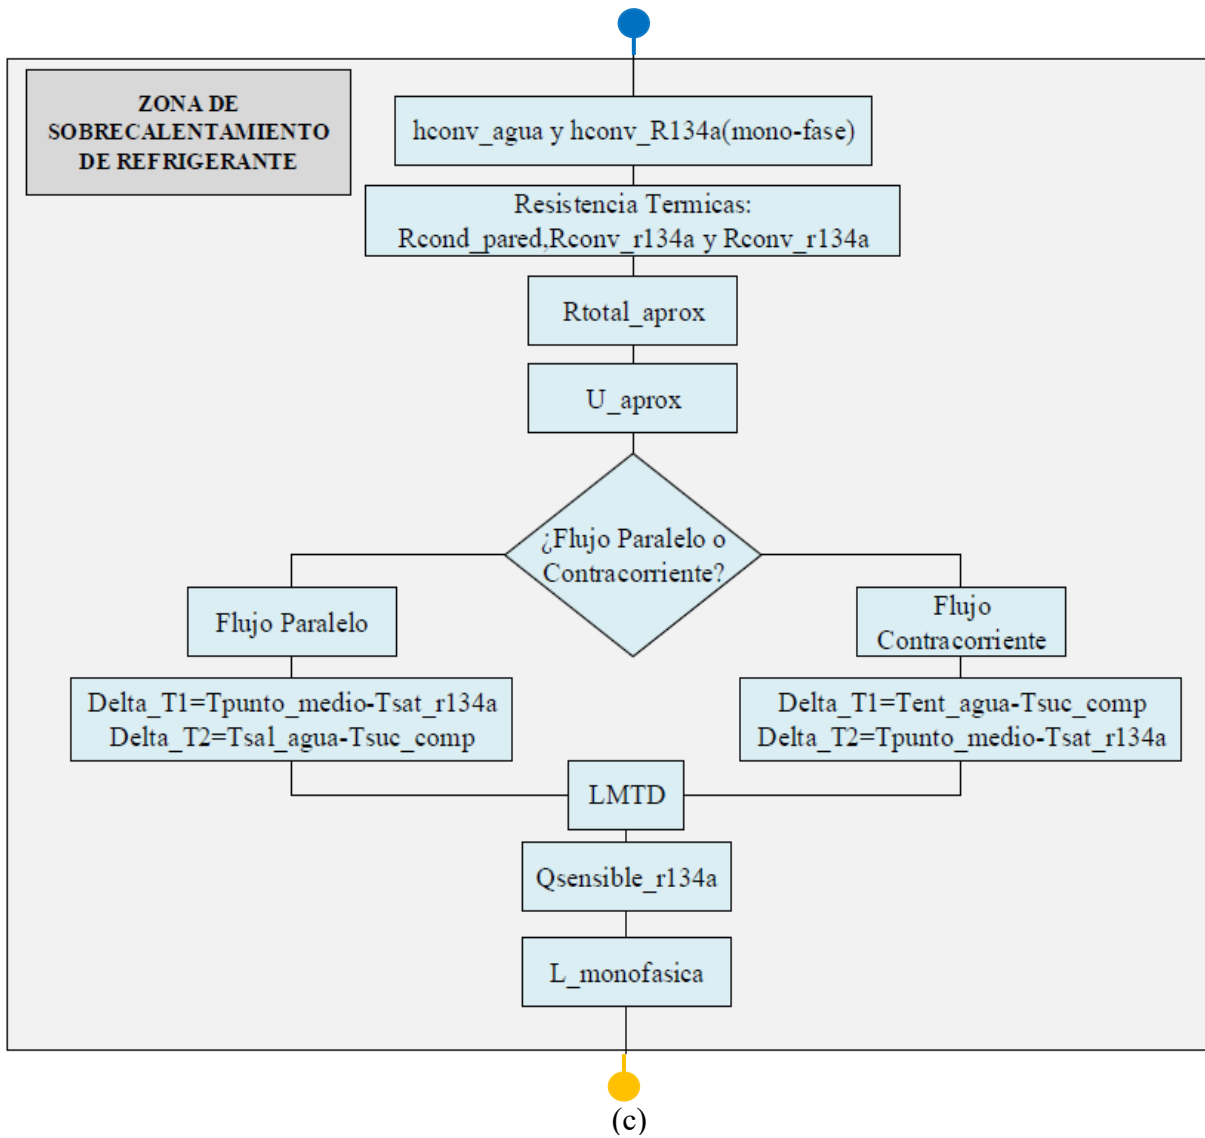 ZONA DE
SOBRECALENTAMIENTO
DE REFRIGERANTE
hconv_agua y hconv_R134a(mono-fase)
Resistencia Termicas:
Rcond_pared,Rconv_r134a y Rconv_r134a
Rtotal_aprox
U_aprox
¿Flujo Paralelo o
Contracorriente?
Flujo Paralelo
Flujo
Contracorriente
Delta_T1=Tpunto_medio-Tsat_r134a
Delta_T2=Tsal_agua-Tsuc_comp
Delta_T1=Tent_agua-Tsuc_comp
Delta_T2=Tpunto_medio-Tsat_r134a
LMTD
Qsensible_r134a
L_monofasica
(c)